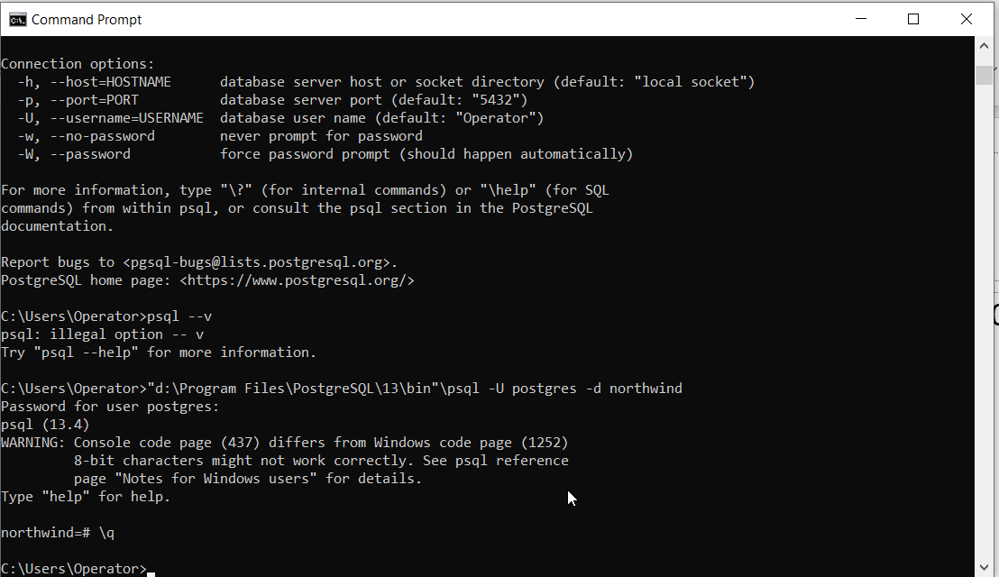 Command Prompt
Connection options:
  -h, --host=HOSTNAME      database server host or socket directory (default: "local socket")
  -p, --port=PORT          database server port (default: "5432")
  -U, --username=USERNAME  database user name (default: "Operator")
  -w, --no-password        never prompt for password
  -W, --password           force password prompt (should happen automatically)
For more information, type "\?" (for internal commands) or "\help" (for SQL
commands) from within psql, or consult the psql section in the PostgreSQL
documentation.
Report bugs to <pgsql-bugs@lists.postgresql.org>.
PostgreSQL home page: <https://www.postgresql.org/>
C:\Users\Operator>psql --v
psql: illegal option -- v
Try "psql --help" for more information.
C:\Users\Operator>"d:\Program Files\PostgreSQL\13\bin"\psql -U postgres -d northwind
Password for user postgres:
psql (13.4)
WARNING: Console code page (437) differs from Windows code page (1252)
         8-bit characters might not work correctly. See psql reference
         page "Notes for Windows users" for details.
Type "help" for help.
northwind=# \q
C:\Users\Operator>